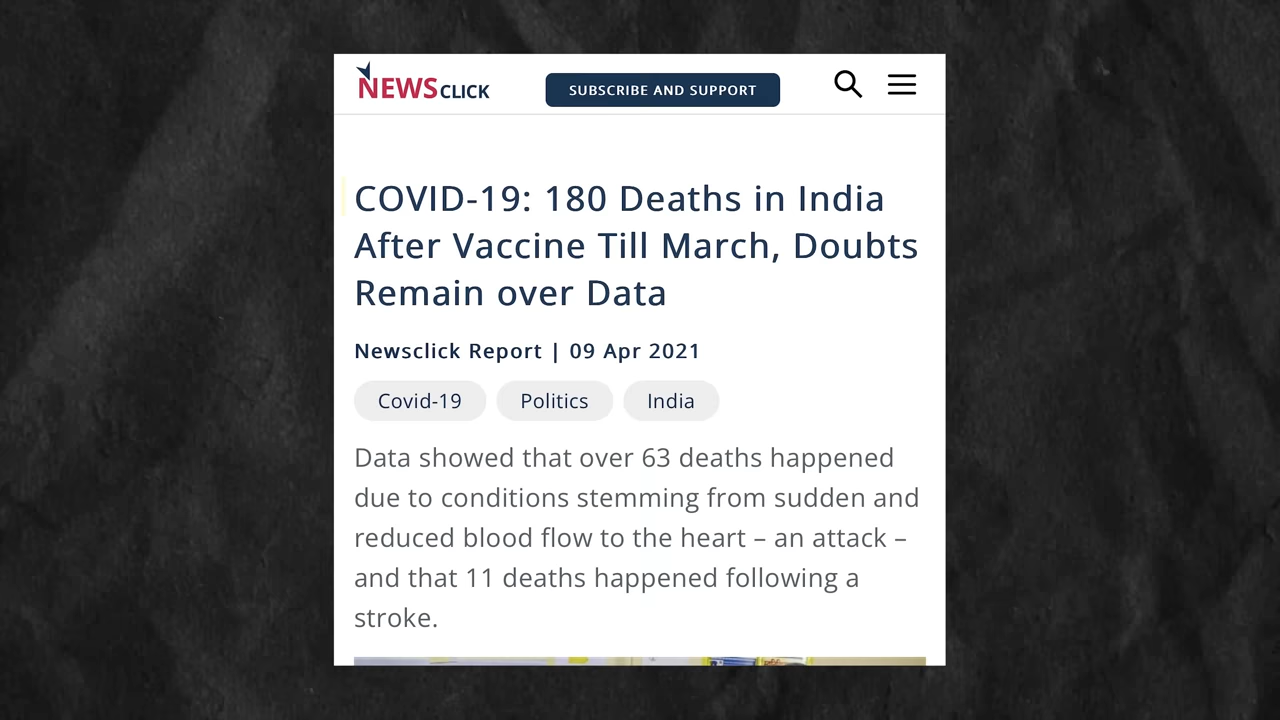 NEWSCLICK
SUBSCRIBE AND SUPPORT
COVID-19: 180 Deaths in India
After Vaccine Till March, Doubts
Remain over Data
Newsclick Report | 09 Apr 2021
Covid-19 Politics India
Data showed that over 63 deaths happened
due to conditions stemming from sudden and
reduced blood flow to the heart – an attack –
and that 11 deaths happened following a
stroke.